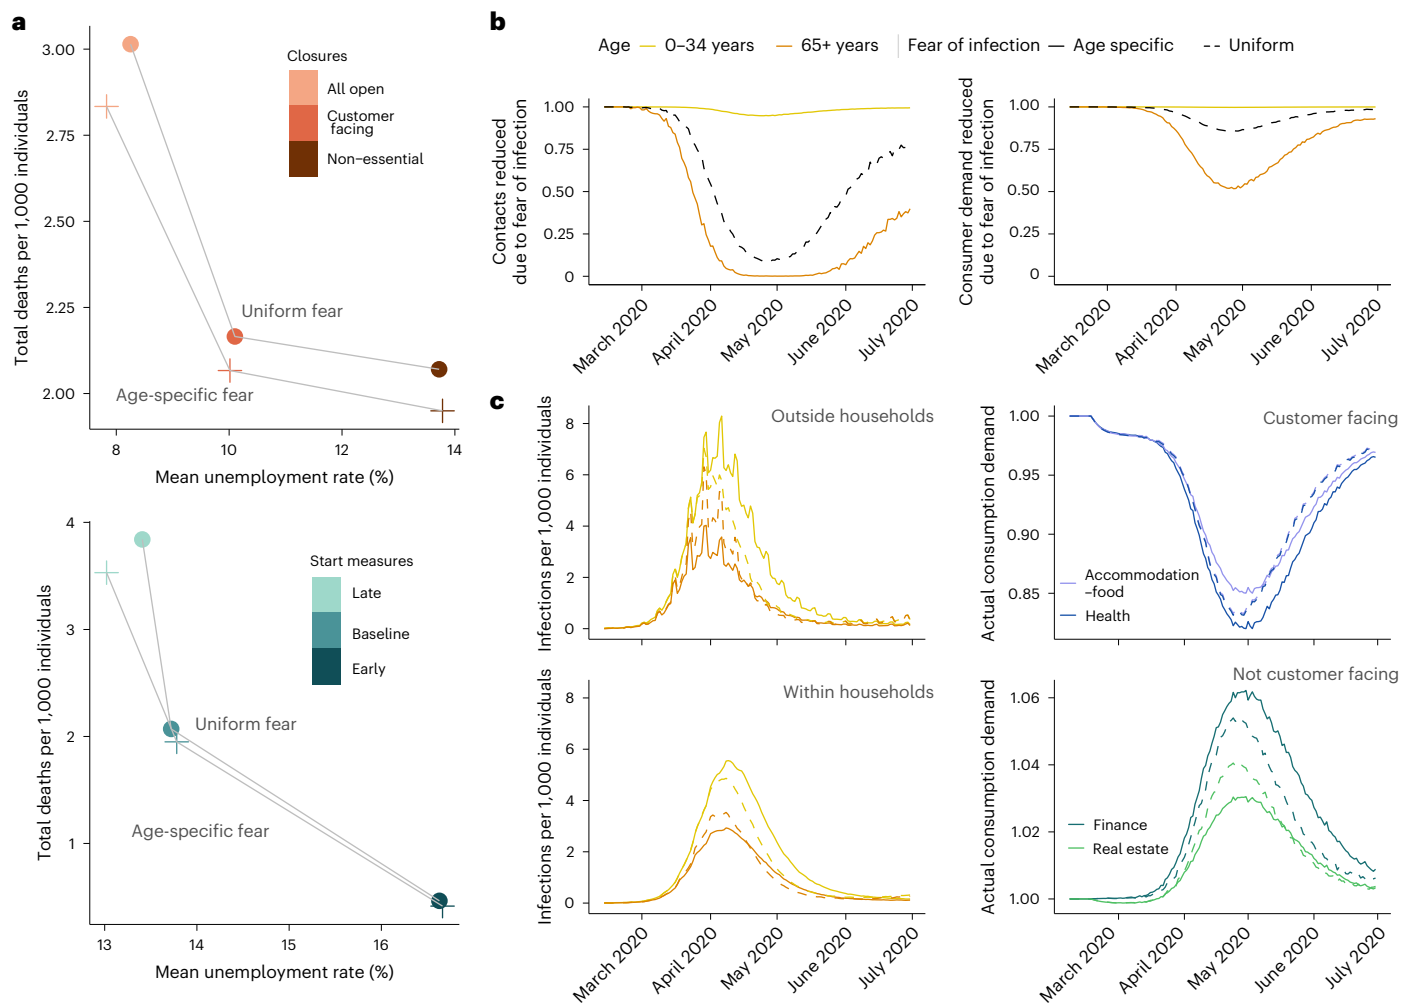 a
Total deaths per 1,000 individuals
3.00
2.75
2.50
2.25
2.00
Closures
All open
Customer
facing
Non-essential
Uniform fear
Age-specific fear
8
10
12
14
Mean unemployment rate (%)
Total deaths per 1,000 individuals
4
3
2
1
Start measures
Late
Baseline
Early
Uniform fear
Age-specific fear
13
14
15
16
Mean unemployment rate (%)
b
Age 0–34 years 65+ years Fear of infection Age specific Uniform
Contacts reduced
due to fear of infection
1.00
0.75
0.50
0.25
0
March 2020
April 2020
May 2020
June 2020
July 2020
Consumer demand reduced
due to fear of infection
1.00
0.75
0.50
0.25
0
March 2020
April 2020
May 2020
June 2020
July 2020
c
Infections per 1,000 individuals
8
6
4
2
0
Outside households
Actual consumption demand
1.00
0.95
0.90
0.85
Customer facing
Accommodation
–food
Health
Infections per 1,000 individuals
8
6
4
2
0
Within households
March 2020
April 2020
May 2020
June 2020
July 2020
Actual consumption demand
1.06
1.04
1.02
1.00
Not customer facing
Finance
Real estate
March 2020
April 2020
May 2020
June 2020
July 2020